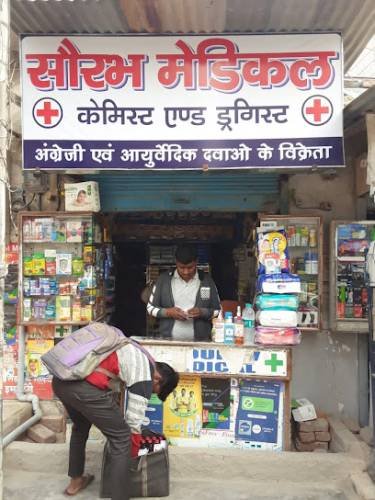 सौरभ मेडिकल
केमिस्ट एण्ड ड्रगिस्ट
अंग्रेजी एवं आयुर्वेदिक दवाओ के विक्रेता